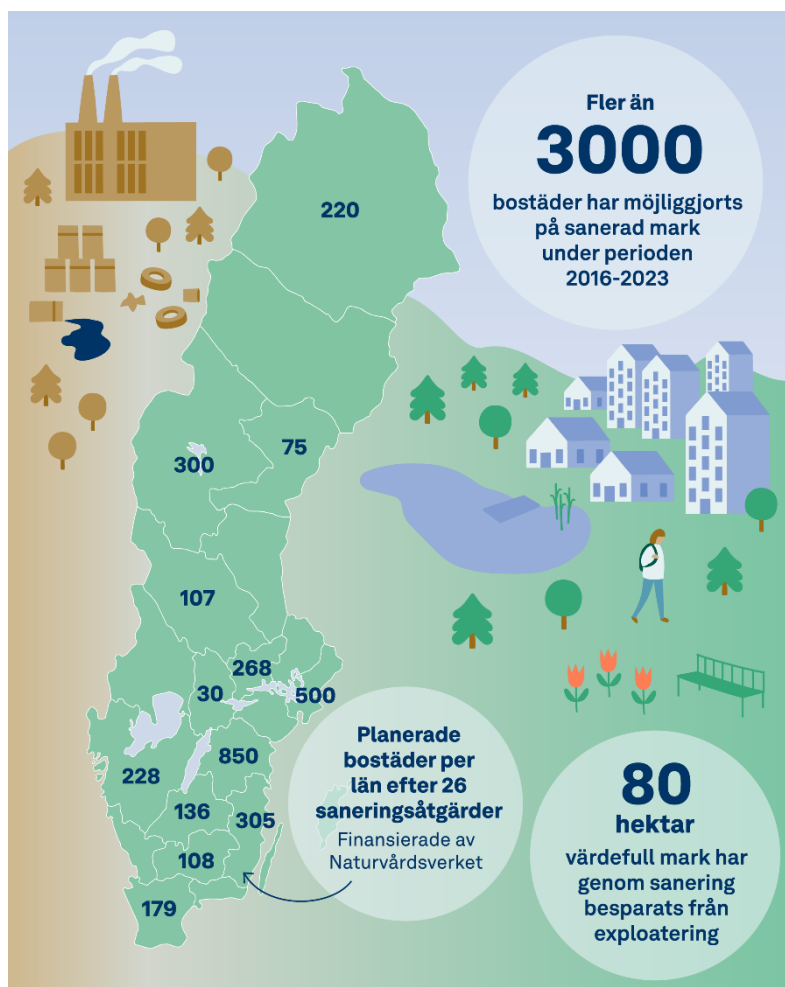 Fler än
3000
bostäder har möjliggjorts
på sanerad mark
under perioden
2016-2023
220
75
300
107
268
30
500
850
228
136
305
108
179
Planerade
bostäder per
län efter 26
saneringsåtgärder
Finansierade av
Naturvårdsverket
80
hektar
värdefull mark har
genom sanering
besparats från
exploatering